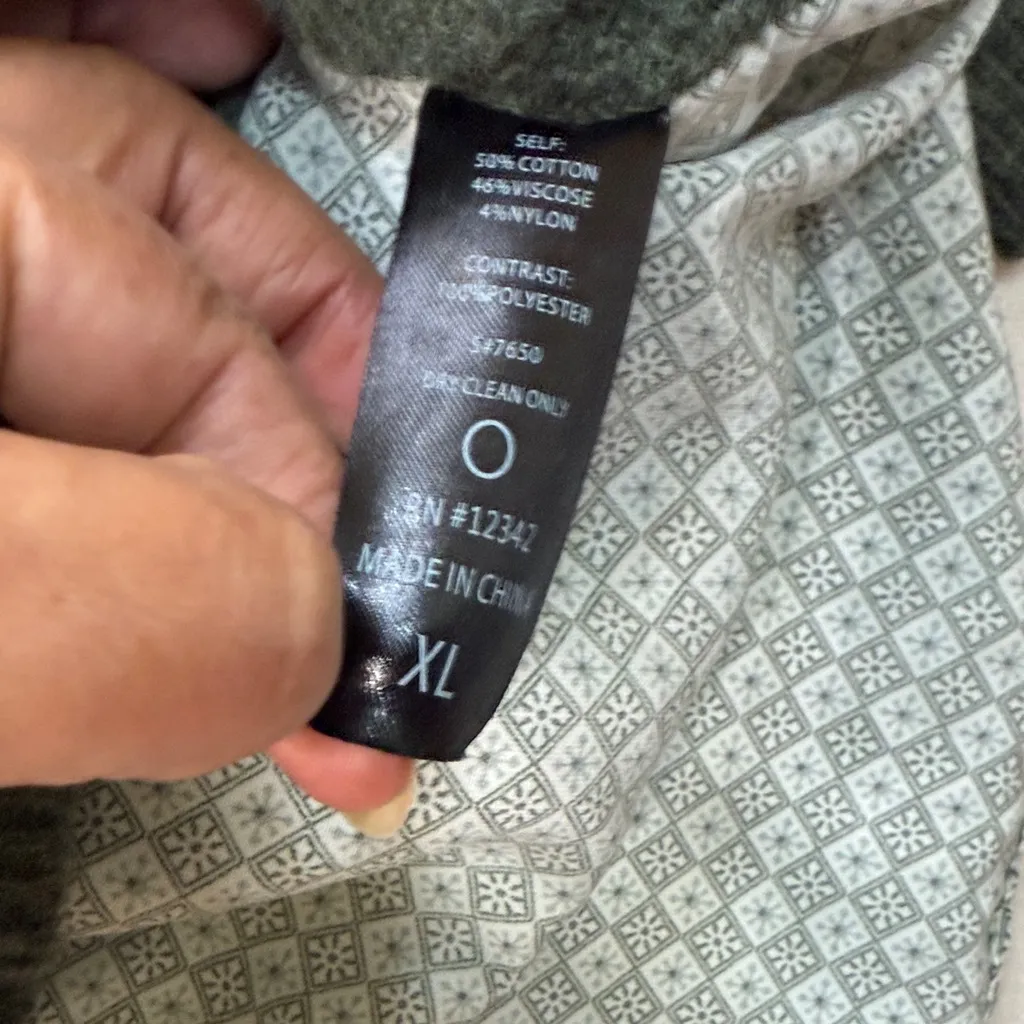 SELF:
50% COTTON
46%VISCOSE
4%NYLON
CONTRAST:
100%POLYESTER
S#7650
DRY CLEAN ONLY
RN #12342
MADE IN CHINA
XL